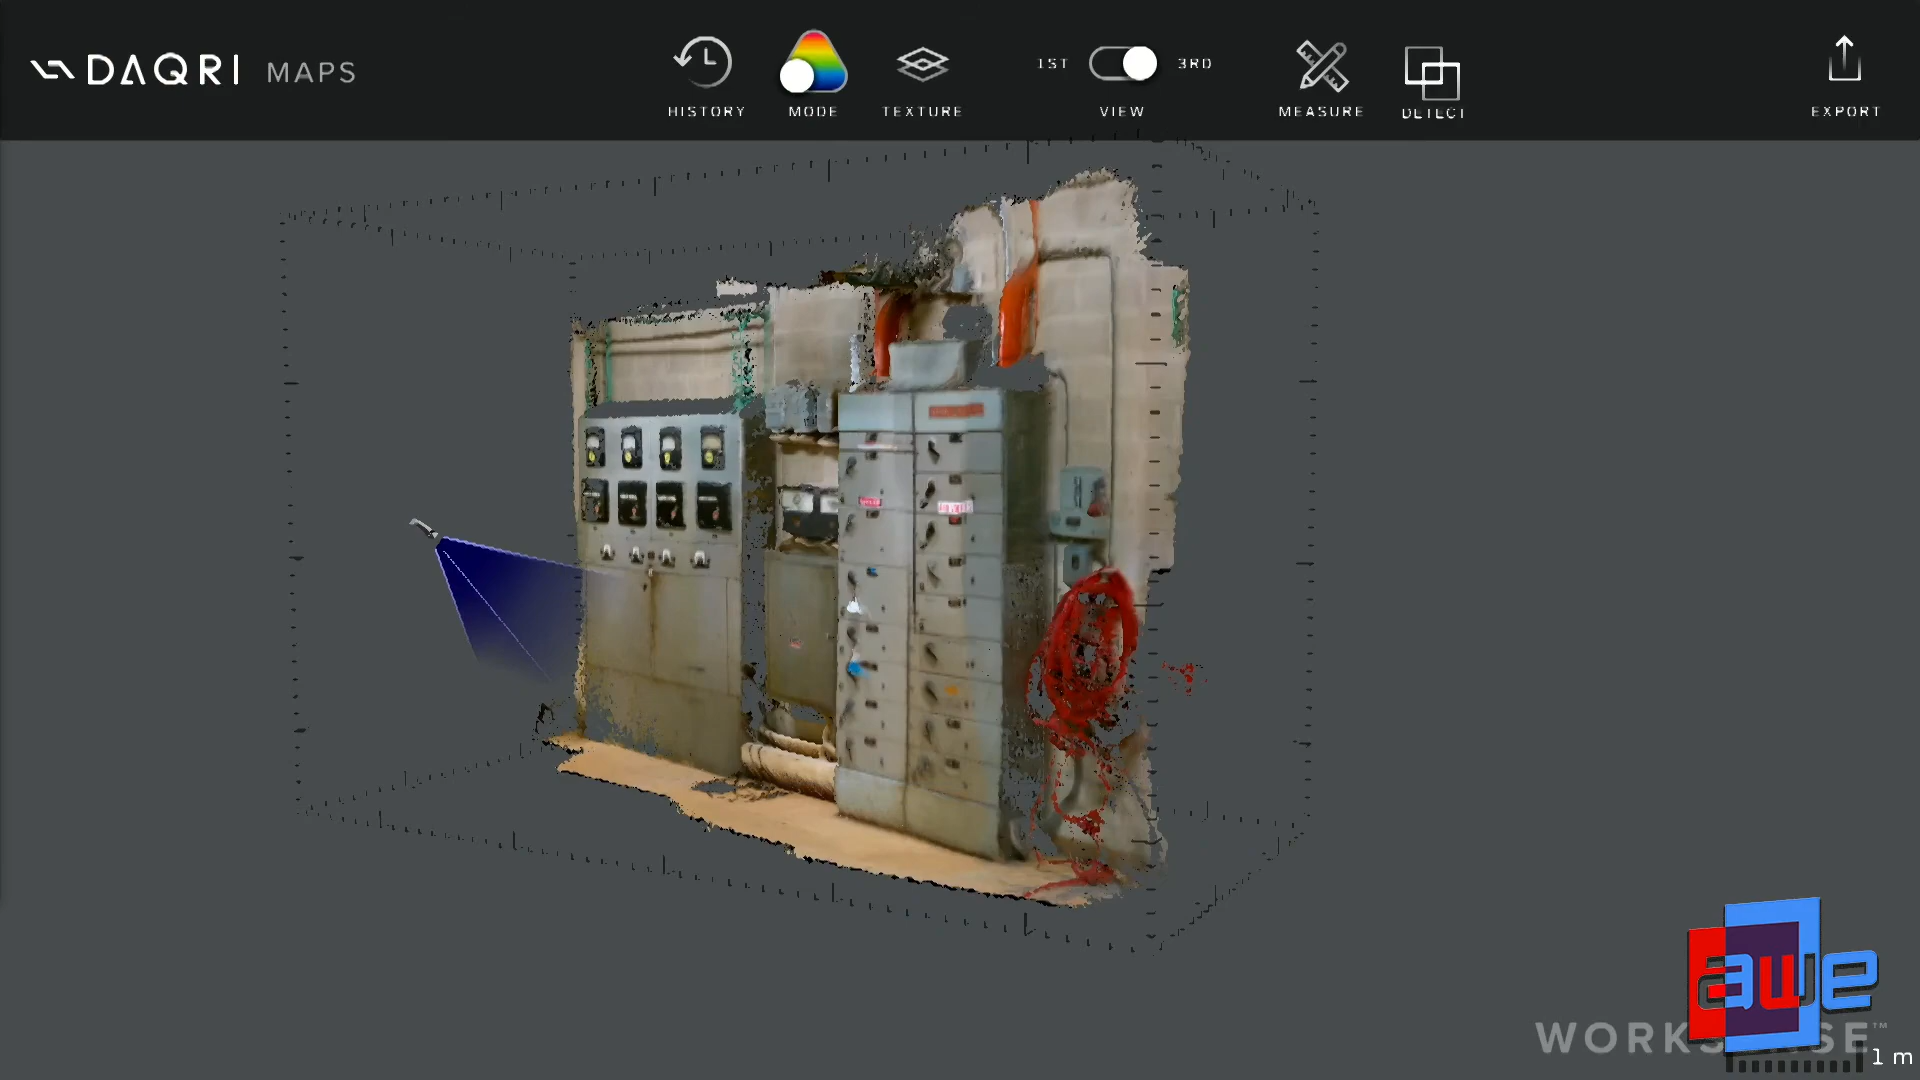 DAQRI MAPS
HISTORY
MODE
TEXTURE
1ST
3RD
VIEW
MEASURE
DETECT
EXPORT
awe
1 m